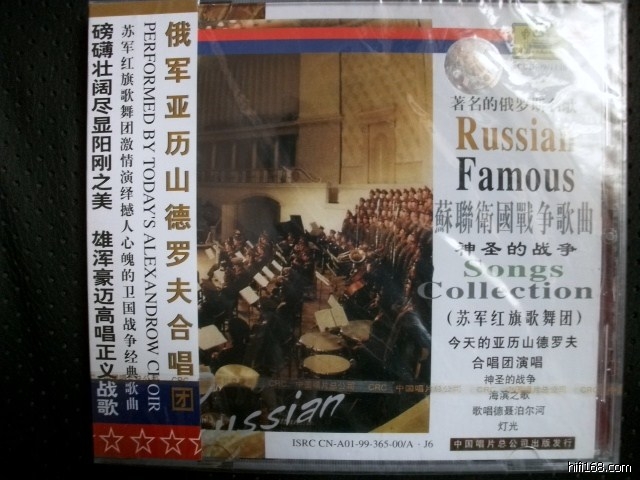 俄军亚历山德罗夫合唱团
PERFORMED BY TODAY'S ALEXANDROW CHOIR
苏军红旗歌舞团激情演绎撼人心魄的卫国战争经典歌曲
磅礴壮阔尽显阳刚之美 雄浑豪迈高唱正义战歌
著名的俄罗斯
Russian
Famous
蘇聯衛國戰争歌曲
神圣的战争
Songs
Collection
(苏军红旗歌舞团)
今天的亚历山德罗夫
合唱团演唱
神圣的战争
海滨之歌
歌唱德聂泊尔河
灯光
CRC
Russian
ISRC CN-A01-99-365-00/A · J6
中国唱片总公司出版发行
hifi168.com